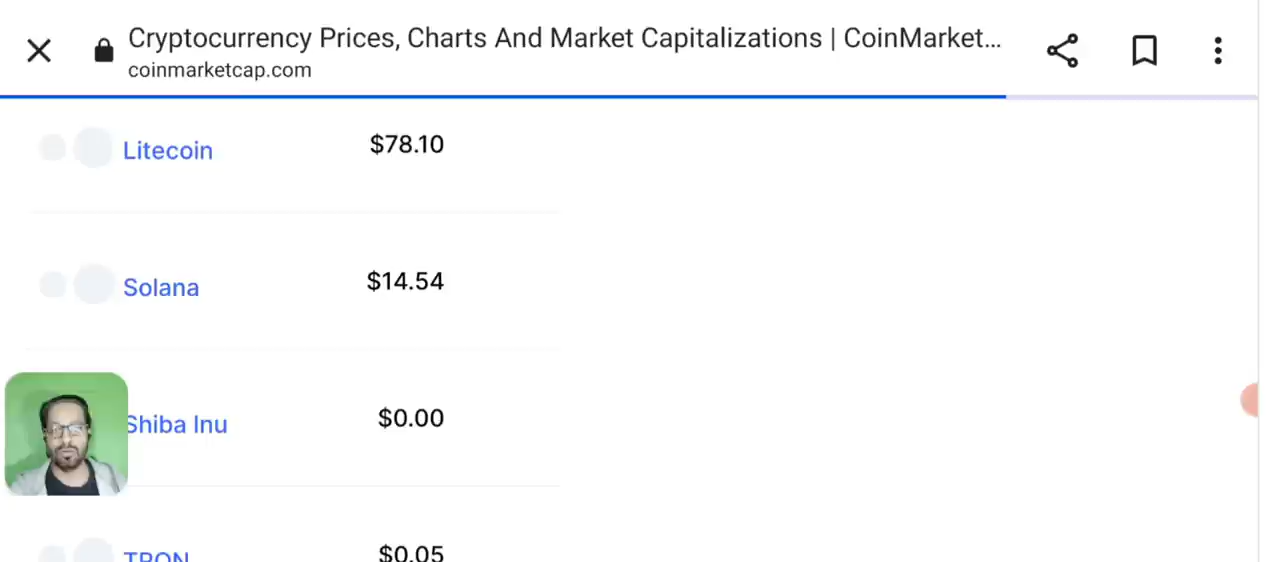 Cryptocurrency Prices, Charts And Market Capitalizations | CoinMarket...
coinmarketcap.com
Litecoin $78.10
Solana $14.54
Shiba Inu $0.00
TRON $0.05